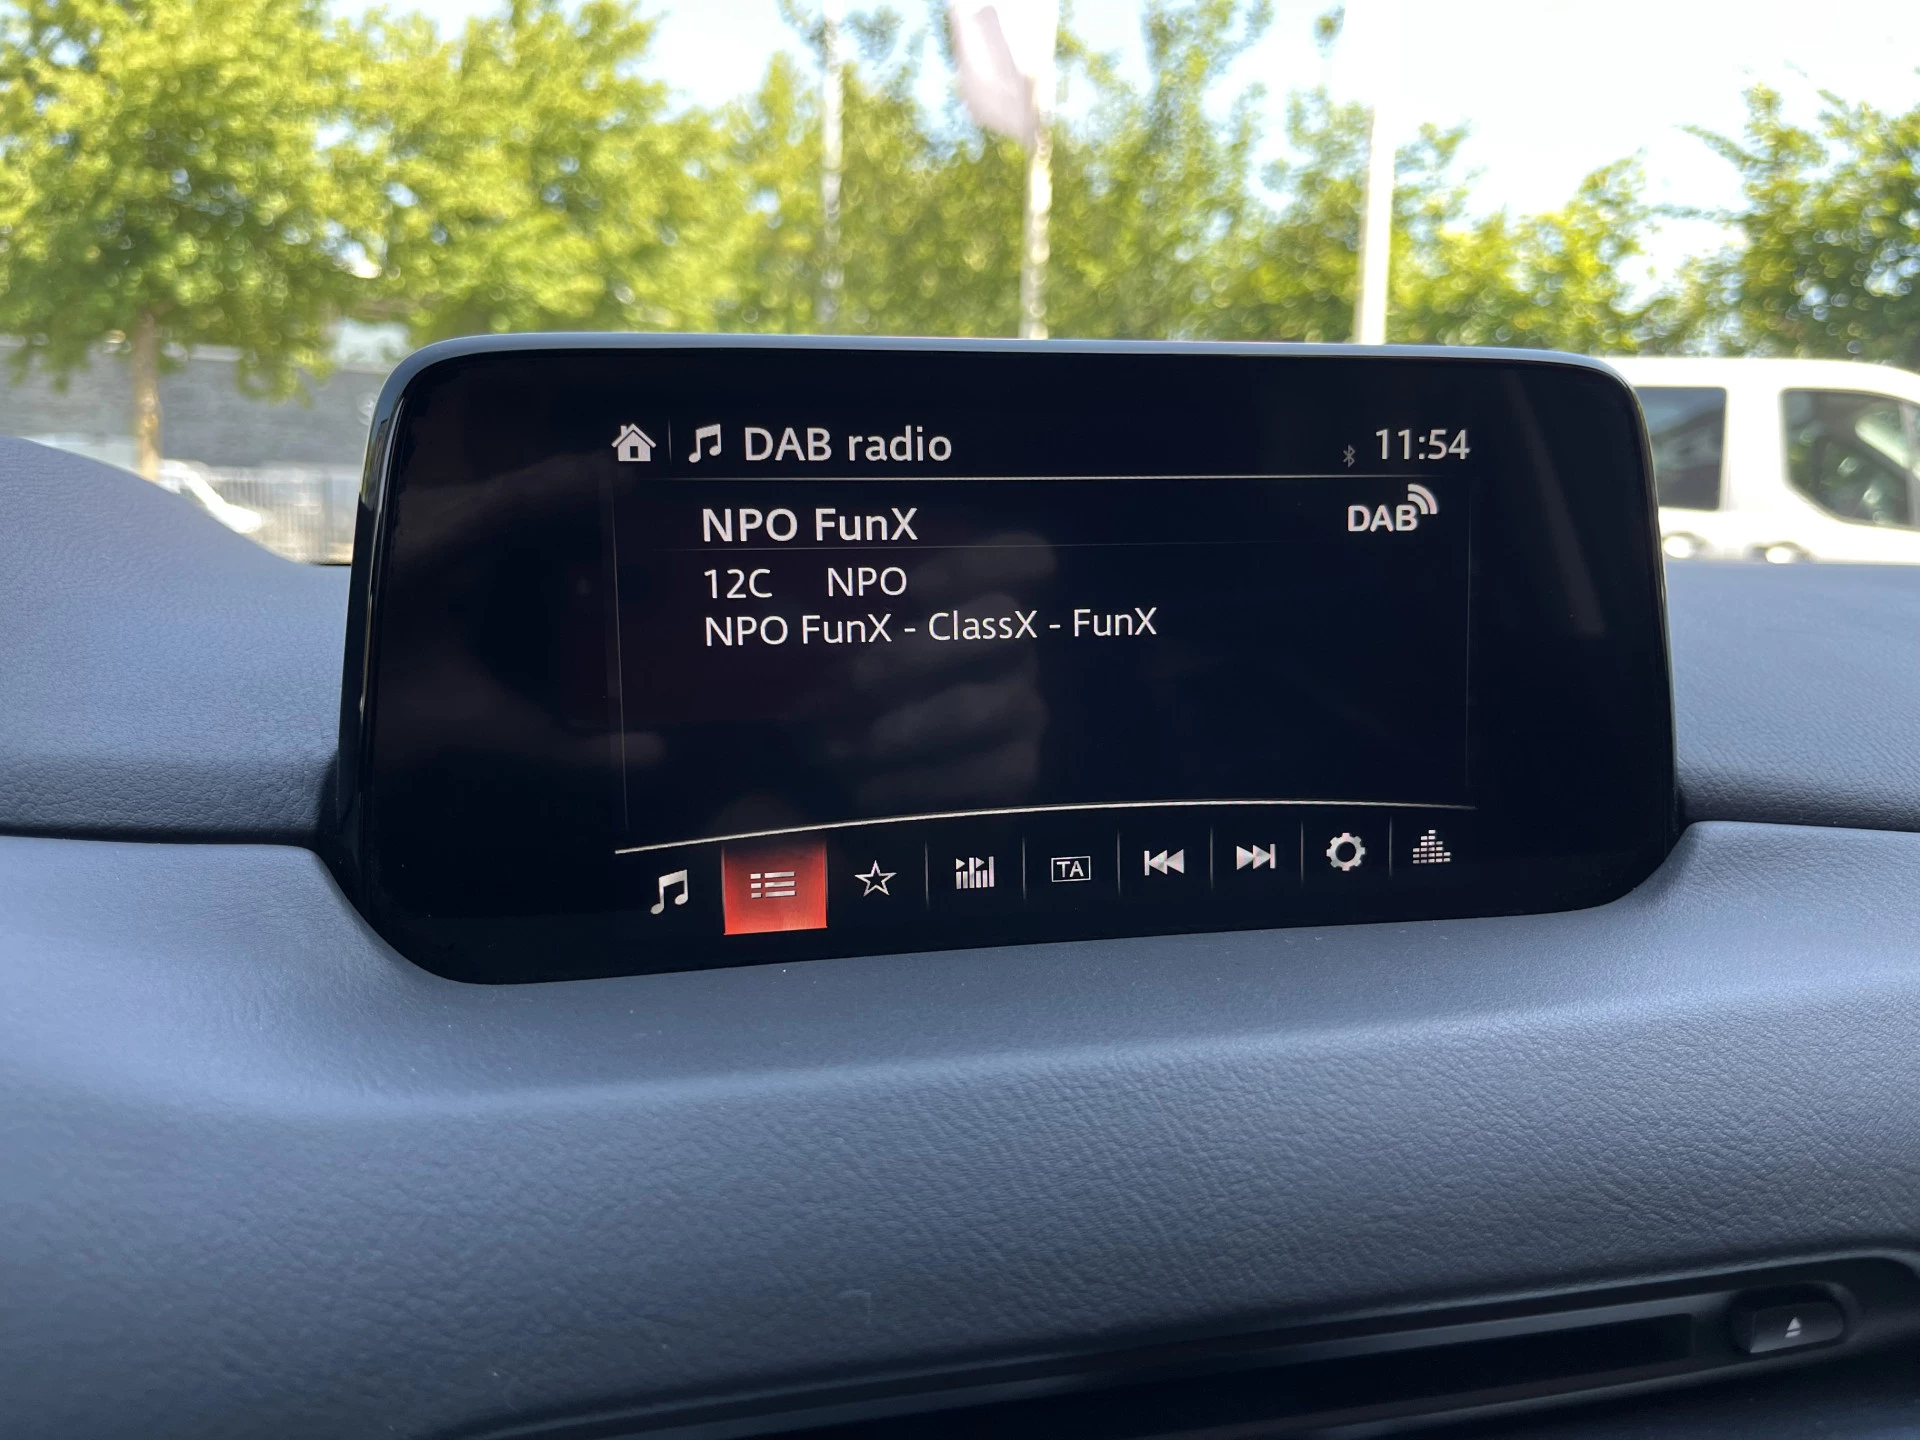 DAB radio 11:54
NPO FunX DAB
12C NPO
NPO FunX - ClassX - FunX
TA